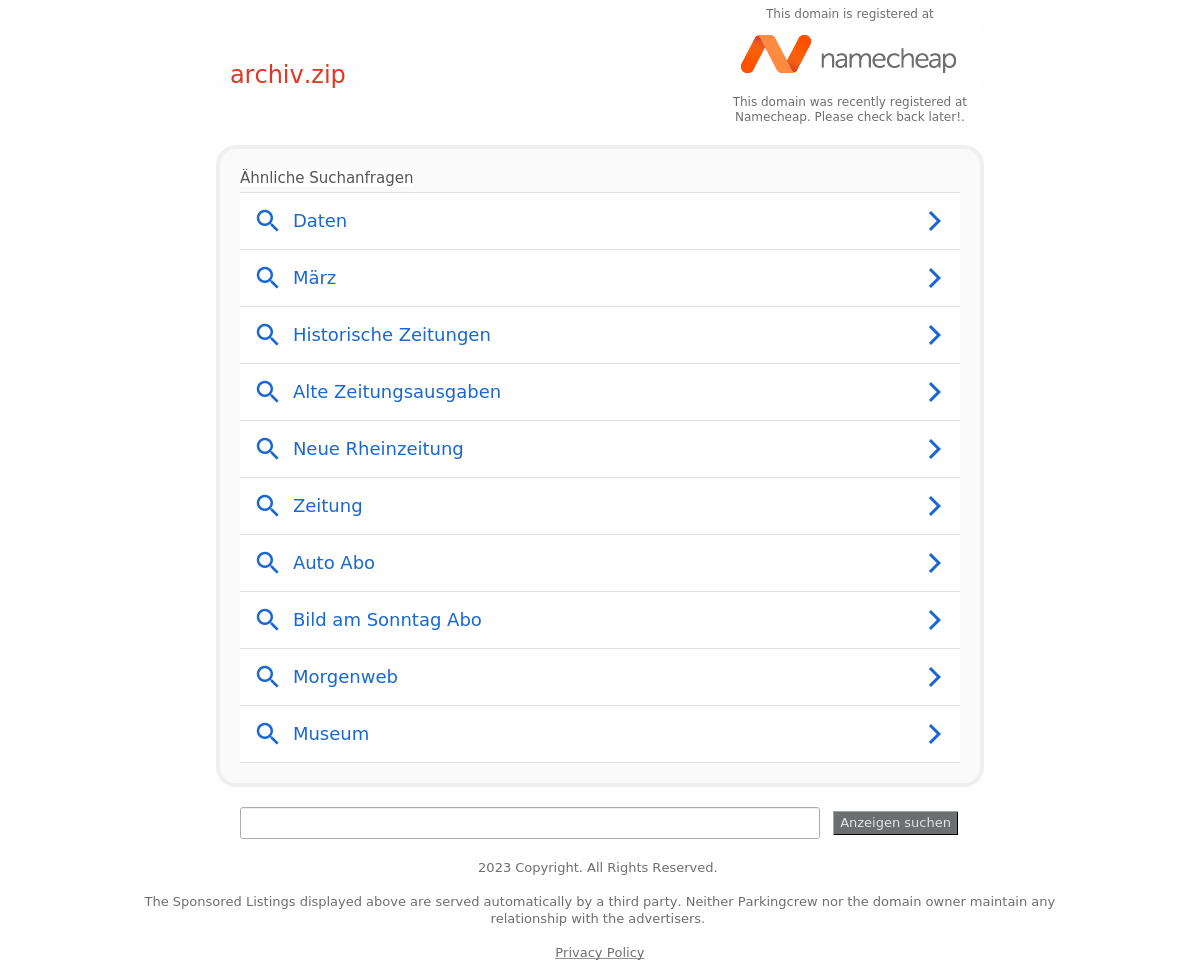 This domain is registered at
namecheap
archiv.zip
This domain was recently registered at
Namecheap. Please check back later!.
Ähnliche Suchanfragen
Daten
März
Historische Zeitungen
Alte Zeitungsausgaben
Neue Rheinzeitung
Zeitung
Auto Abo
Bild am Sonntag Abo
Morgenweb
Museum
Anzeigen suchen
2023 Copyright. All Rights Reserved.
The Sponsored Listings displayed above are served automatically by a third party. Neither Parkingcrew nor the domain owner maintain any
relationship with the advertisers.
Privacy Policy